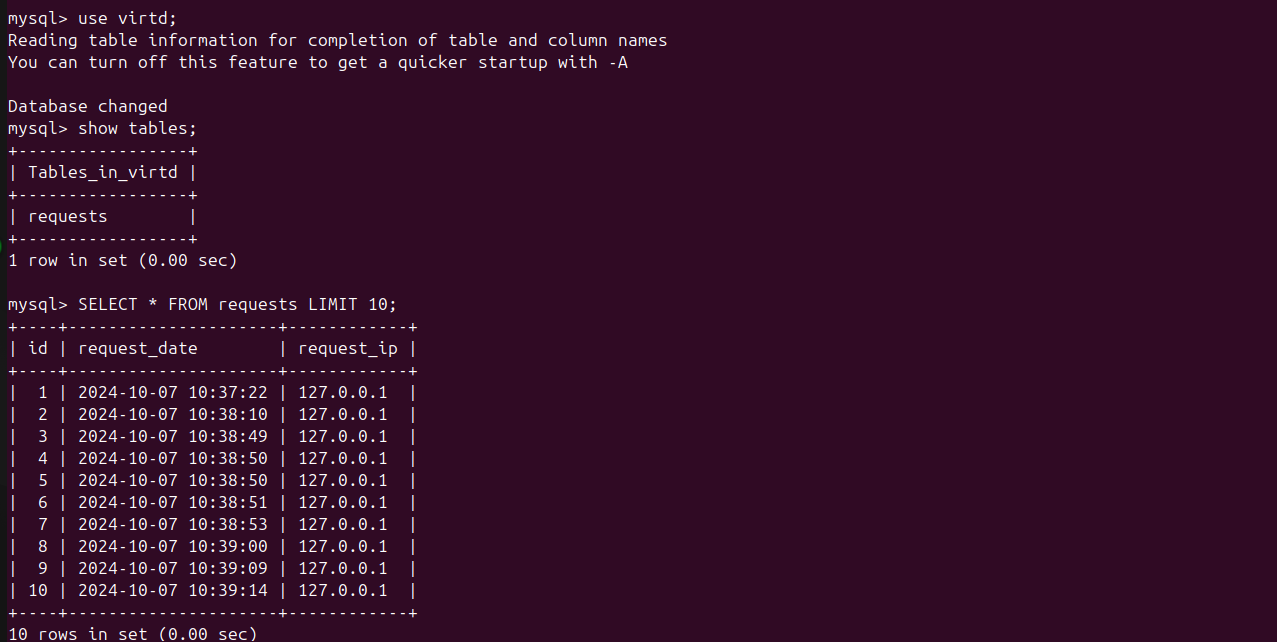 mysql> use virtd;
Reading table information for completion of table and column names
You can turn off this feature to get a quicker startup with -A
Database changed
mysql> show tables;
+-----------------+
| Tables_in_virtd |
+-----------------+
| requests        |
+-----------------+
1 row in set (0.00 sec)
mysql> SELECT * FROM requests LIMIT 10;
+----+---------------------+------------+
| id | request_date        | request_ip |
+----+---------------------+------------+
|  1 | 2024-10-07 10:37:22 | 127.0.0.1  |
|  2 | 2024-10-07 10:38:10 | 127.0.0.1  |
|  3 | 2024-10-07 10:38:49 | 127.0.0.1  |
|  4 | 2024-10-07 10:38:50 | 127.0.0.1  |
|  5 | 2024-10-07 10:38:50 | 127.0.0.1  |
|  6 | 2024-10-07 10:38:51 | 127.0.0.1  |
|  7 | 2024-10-07 10:38:53 | 127.0.0.1  |
|  8 | 2024-10-07 10:39:00 | 127.0.0.1  |
|  9 | 2024-10-07 10:39:09 | 127.0.0.1  |
| 10 | 2024-10-07 10:39:14 | 127.0.0.1  |
+----+---------------------+------------+
10 rows in set (0.00 sec)